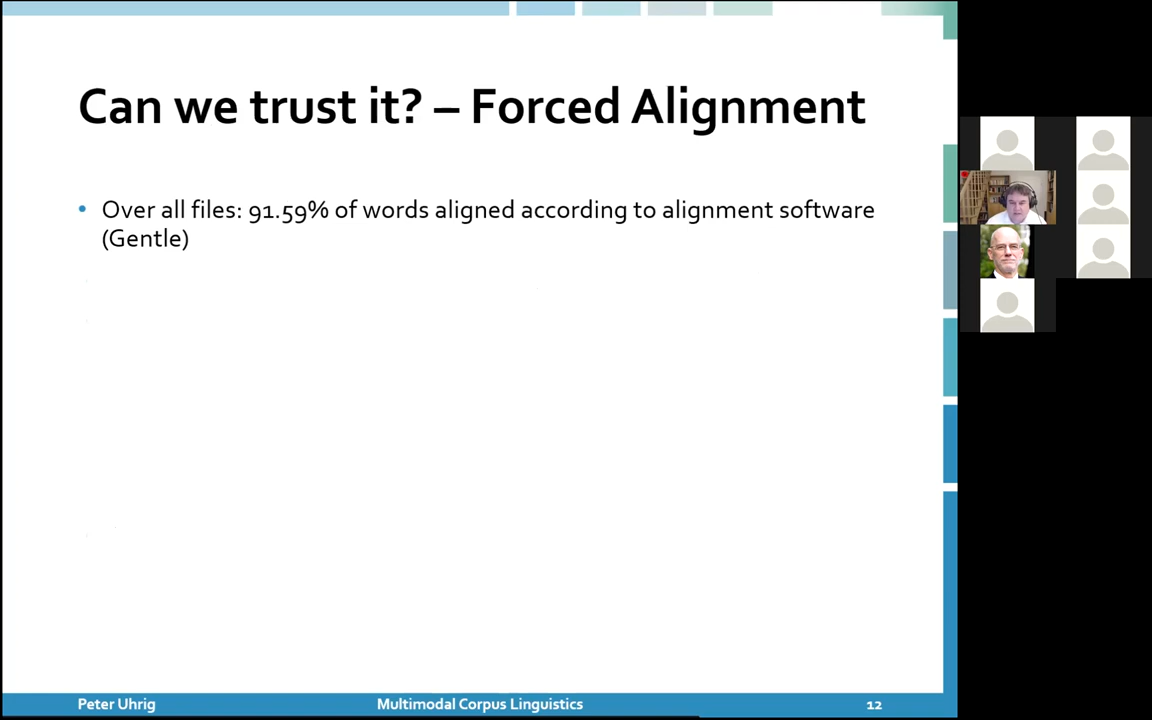 Can we trust it? – Forced Alignment
• Over all files: 91.59% of words aligned according to alignment software
(Gentle)
Peter Uhrig
Multimodal Corpus Linguistics
12